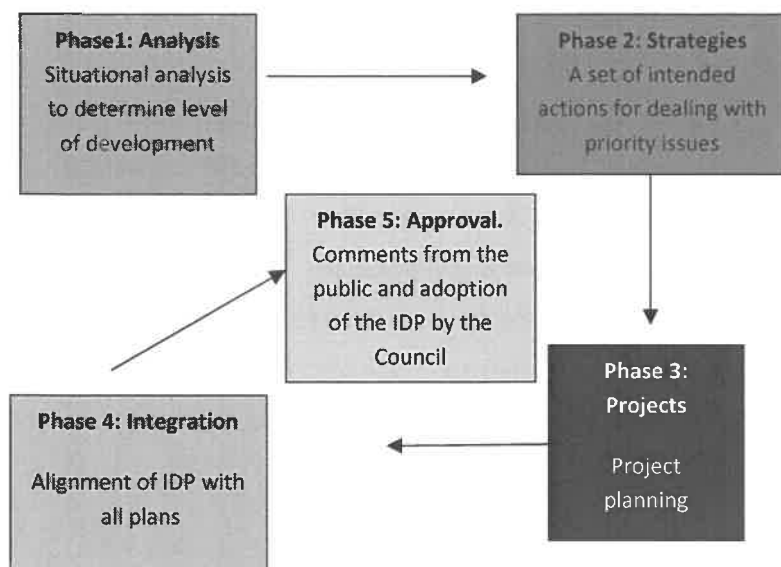 Phase1: Analysis
Situational analysis
to determine level
of development
Phase 2: Strategies
A set of intended
actions for dealing with
priority issues
Phase 3:
Projects
Project
planning
Phase 4: Integration
Alignment of IDP with
all plans
Phase 5: Approval.
Comments from the
public and adoption
of the IDP by the
Council